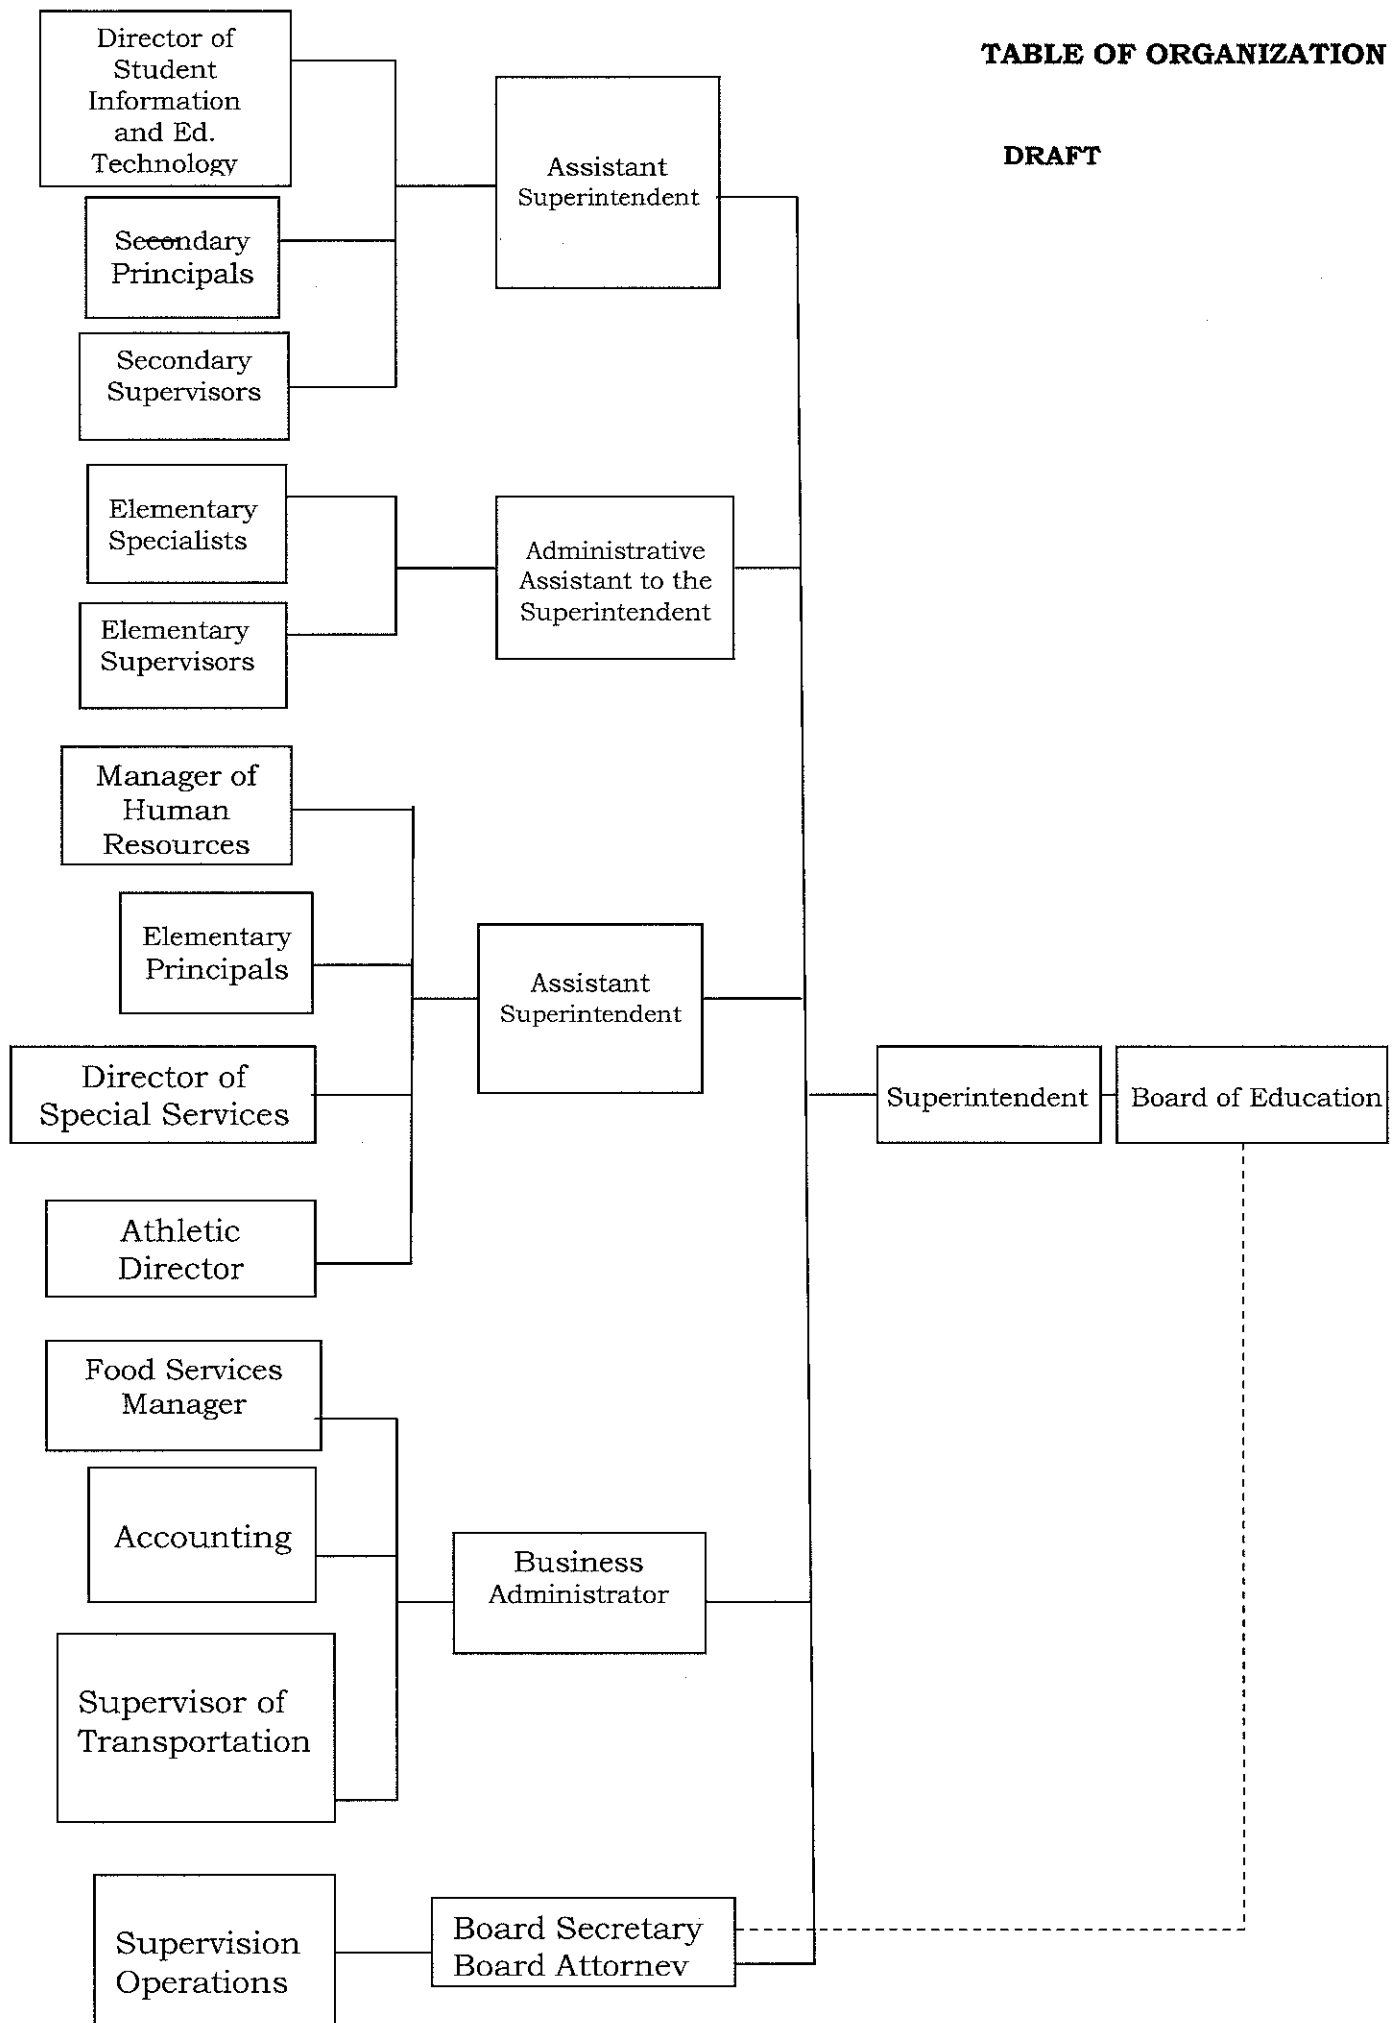 TABLE OF ORGANIZATION
DRAFT
Director of
Student
Information
and Ed.
Technology
Assistant
Superintendent
Secondary
Principals
Secondary
Supervisors
Elementary
Specialists
Administrative
Assistant to the
Superintendent
Elementary
Supervisors
Manager of
Human
Resources
Elementary
Principals
Assistant
Superintendent
Director of
Special Services
Superintendent
Board of Education
Athletic
Director
Food Services
Manager
Accounting
Business
Administrator
Supervisor of
Transportation
Supervision
Operations
Board Secretary
Board Attornev